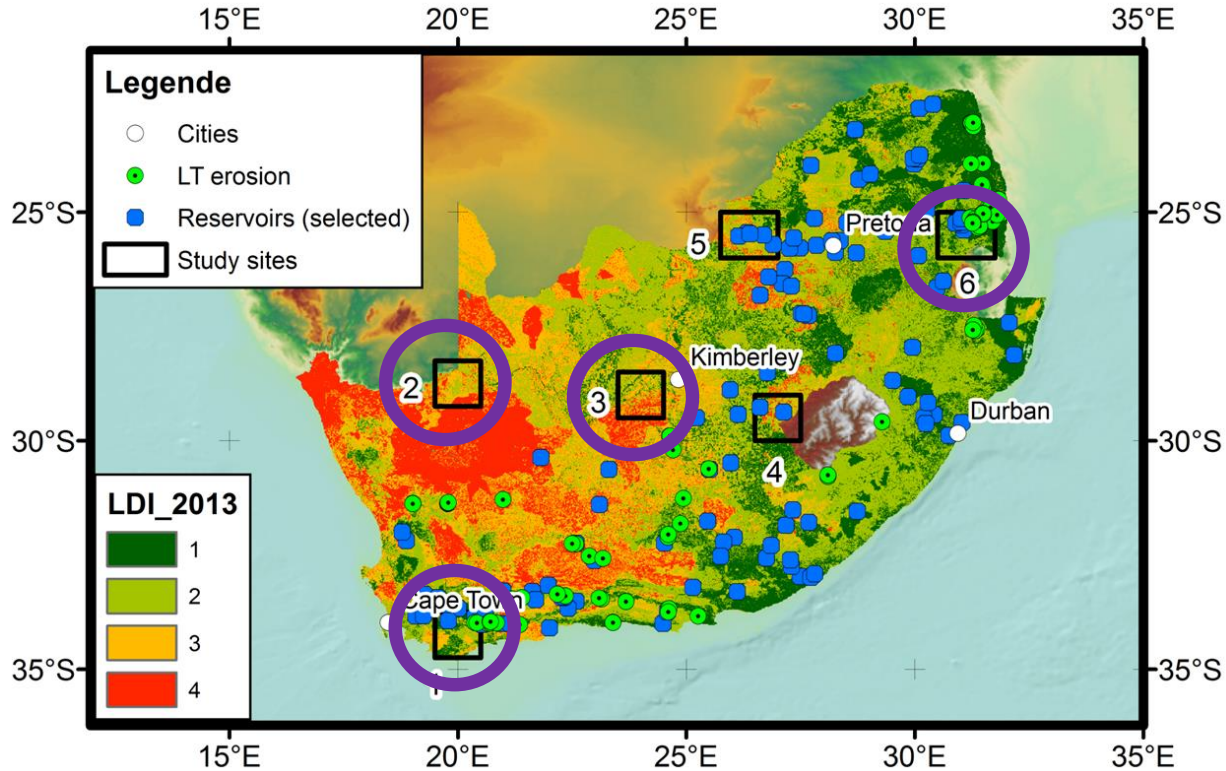 15°E 20°E 25°E 30°E 35°E
Legende
Cities
LT erosion
Reservoirs (selected)
Study sites
25°S 25°S
5
Pretoria
6
2
3
Kimberley
Durban
30°S 30°S
4
LDI_2013
1
2
3
4
Cape Town
35°S 35°S
1
15°E 20°E 25°E 30°E 35°E